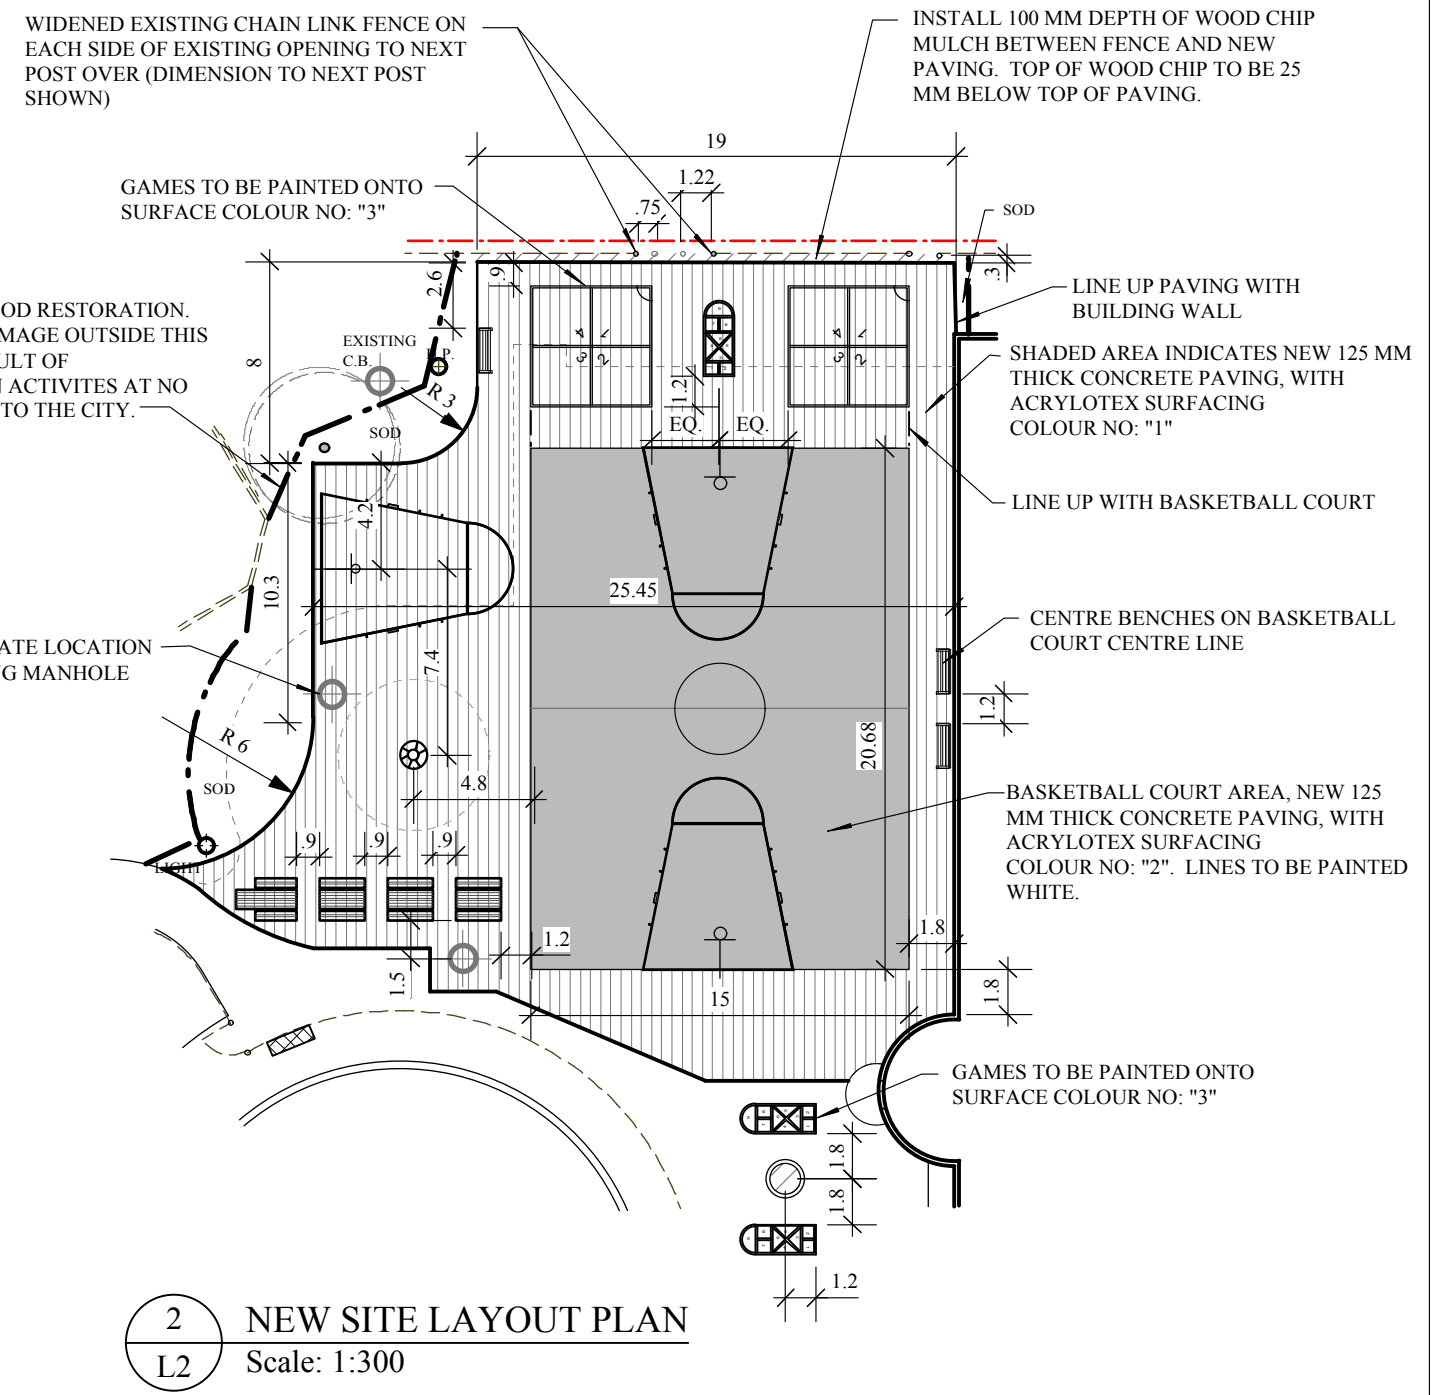 WIDENED EXISTING CHAIN LINK FENCE ON
EACH SIDE OF EXISTING OPENING TO NEXT
POST OVER (DIMENSION TO NEXT POST
SHOWN)
INSTALL 100 MM DEPTH OF WOOD CHIP
MULCH BETWEEN FENCE AND NEW
PAVING.  TOP OF WOOD CHIP TO BE 25
MM BELOW TOP OF PAVING.
19
1.22
.75
GAMES TO BE PAINTED ONTO
SURFACE COLOUR NO: "3"
SOD
.3
2.6
.9
LINE UP PAVING WITH
BUILDING WALL
OD RESTORATION.
MAGE OUTSIDE THIS
ULT OF
N ACTIVITES AT NO
TO THE CITY.
8
EXISTING
C.B.
P.
R 3
SOD
4 1
3 2
4 1
3 2
1.2
EQ.
EQ.
SHADED AREA INDICATES NEW 125 MM
THICK CONCRETE PAVING, WITH
ACRYLOTEX SURFACING
COLOUR NO: "1"
LINE UP WITH BASKETBALL COURT
4.2
10.3
25.45
ATE LOCATION
NG MANHOLE
7.4
CENTRE BENCHES ON BASKETBALL
COURT CENTRE LINE
1.2
R 6
SOD
20.68
4.8
BASKETBALL COURT AREA, NEW 125
MM THICK CONCRETE PAVING, WITH
ACRYLOTEX SURFACING
COLOUR NO: "2".  LINES TO BE PAINTED
WHITE.
.9
.9
.9
LIGHT
1.2
1.8
1.5
15
1.8
GAMES TO BE PAINTED ONTO
SURFACE COLOUR NO: "3"
1.8
1.8
1.2
2
L2
NEW SITE LAYOUT PLAN
Scale: 1:300